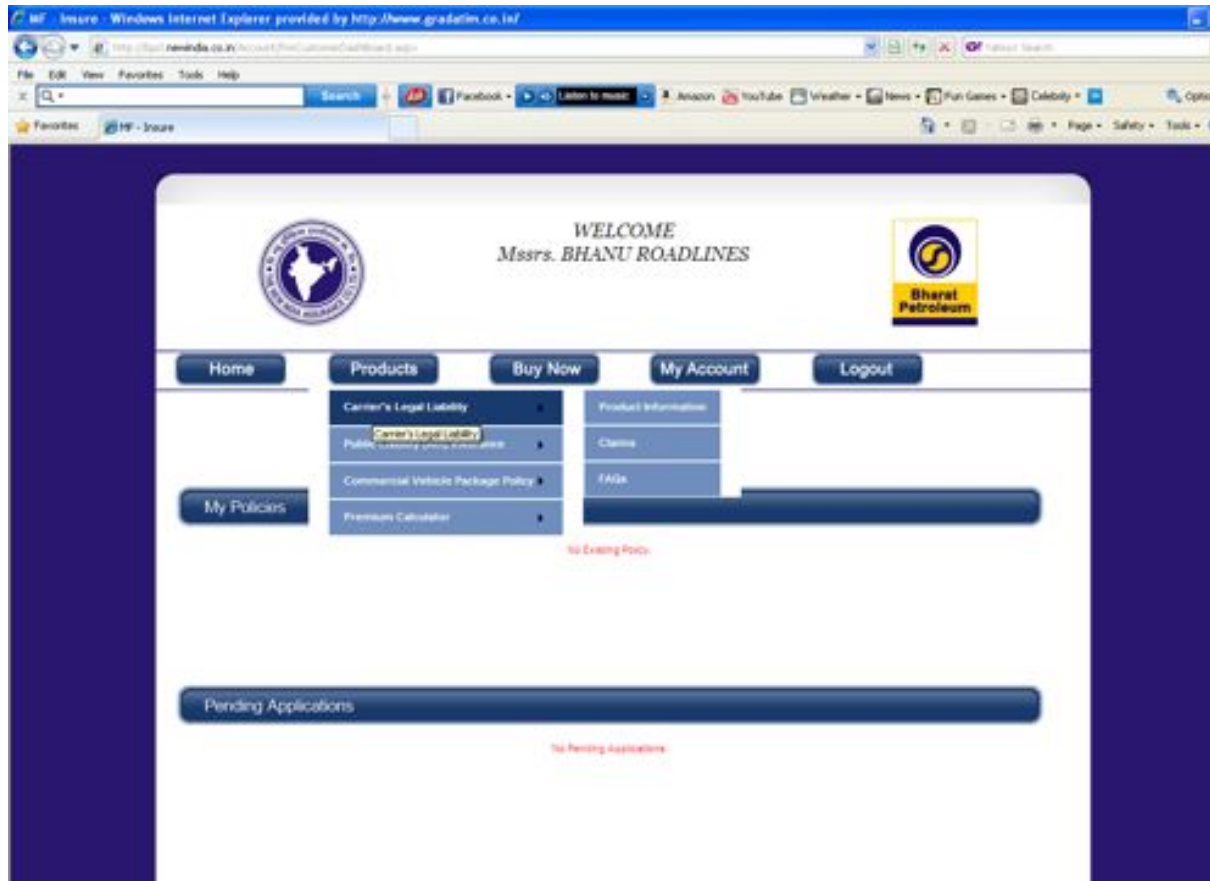 MF - Insure - Windows Internet Explorer provided by http://www.gradatim.co.in/
File Edit View Favorites Tools Help
Search Facebook Listen to music Amazon YouTube Weather News Fun Games Celebrity
Favorites MF - Insure Page Safety Tools
WELCOME
Mssrs. BHANU ROADLINES
Bharat
Petroleum
Home Products Buy Now My Account Logout
Carrier's Legal Liability Product Information
Carrier's Legal Liability
Public Liability Insurance Claims
Commercial Vehicle Package Policy FAQs
My Policies
Premium Calculator
No Existing Policy.
Pending Applications
No Pending Applications.